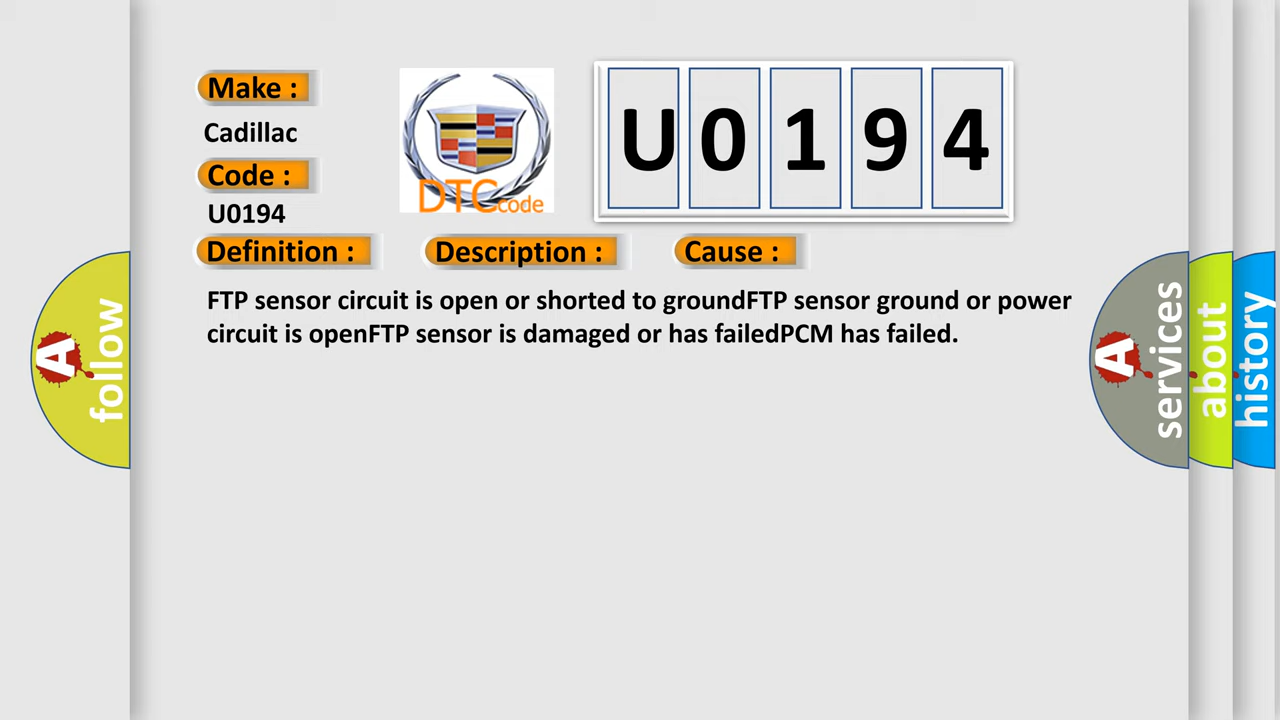 Make :
Cadillac
Code :
U0194
DTCcode
U0194
Definition :
Description :
Cause :
FTP sensor circuit is open or shorted to groundFTP sensor ground or power
circuit is openFTP sensor is damaged or has failedPCM has failed.
A follow
A services
about
history